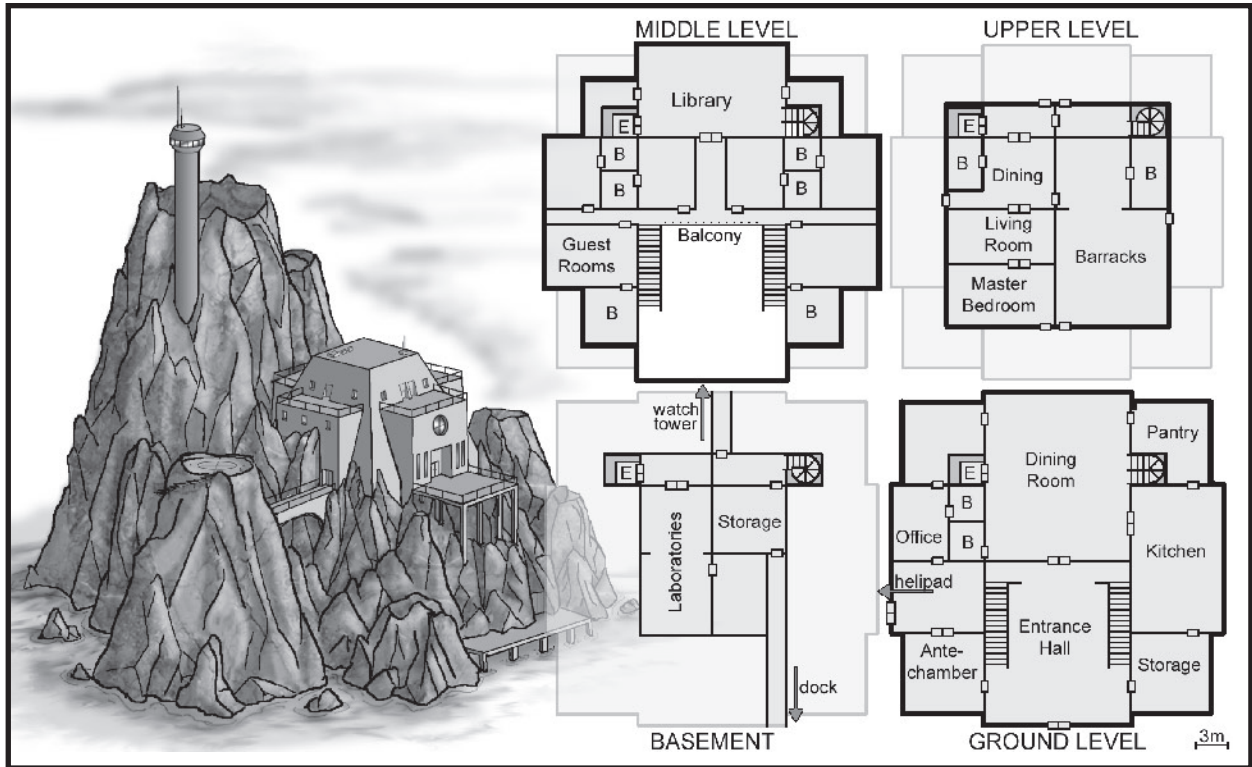 MIDDLE LEVEL
Library
E
B
B
B
B
Balcony
Guest
Rooms
B
B
UPPER LEVEL
E
B
Dining
B
Living
Room
Barracks
Master
Bedroom
watch
tower
E
Laboratories
Storage
dock
BASEMENT
Pantry
Dining
Room
E
B
Office
B
Kitchen
helipad
Entrance
Hall
Ante-
chamber
Storage
GROUND LEVEL
3m